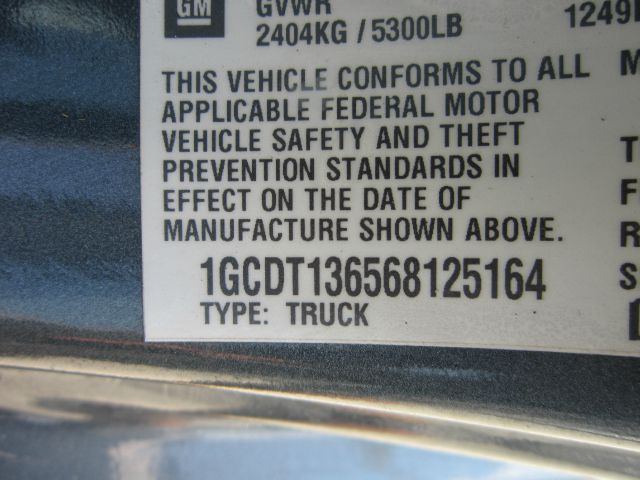 GM
GVWR
2404KG / 5300LB
THIS VEHICLE CONFORMS TO ALL
APPLICABLE FEDERAL MOTOR
VEHICLE SAFETY AND THEFT
PREVENTION STANDARDS IN
EFFECT ON THE DATE OF
MANUFACTURE SHOWN ABOVE.
1GCDT136568125164
TYPE: TRUCK